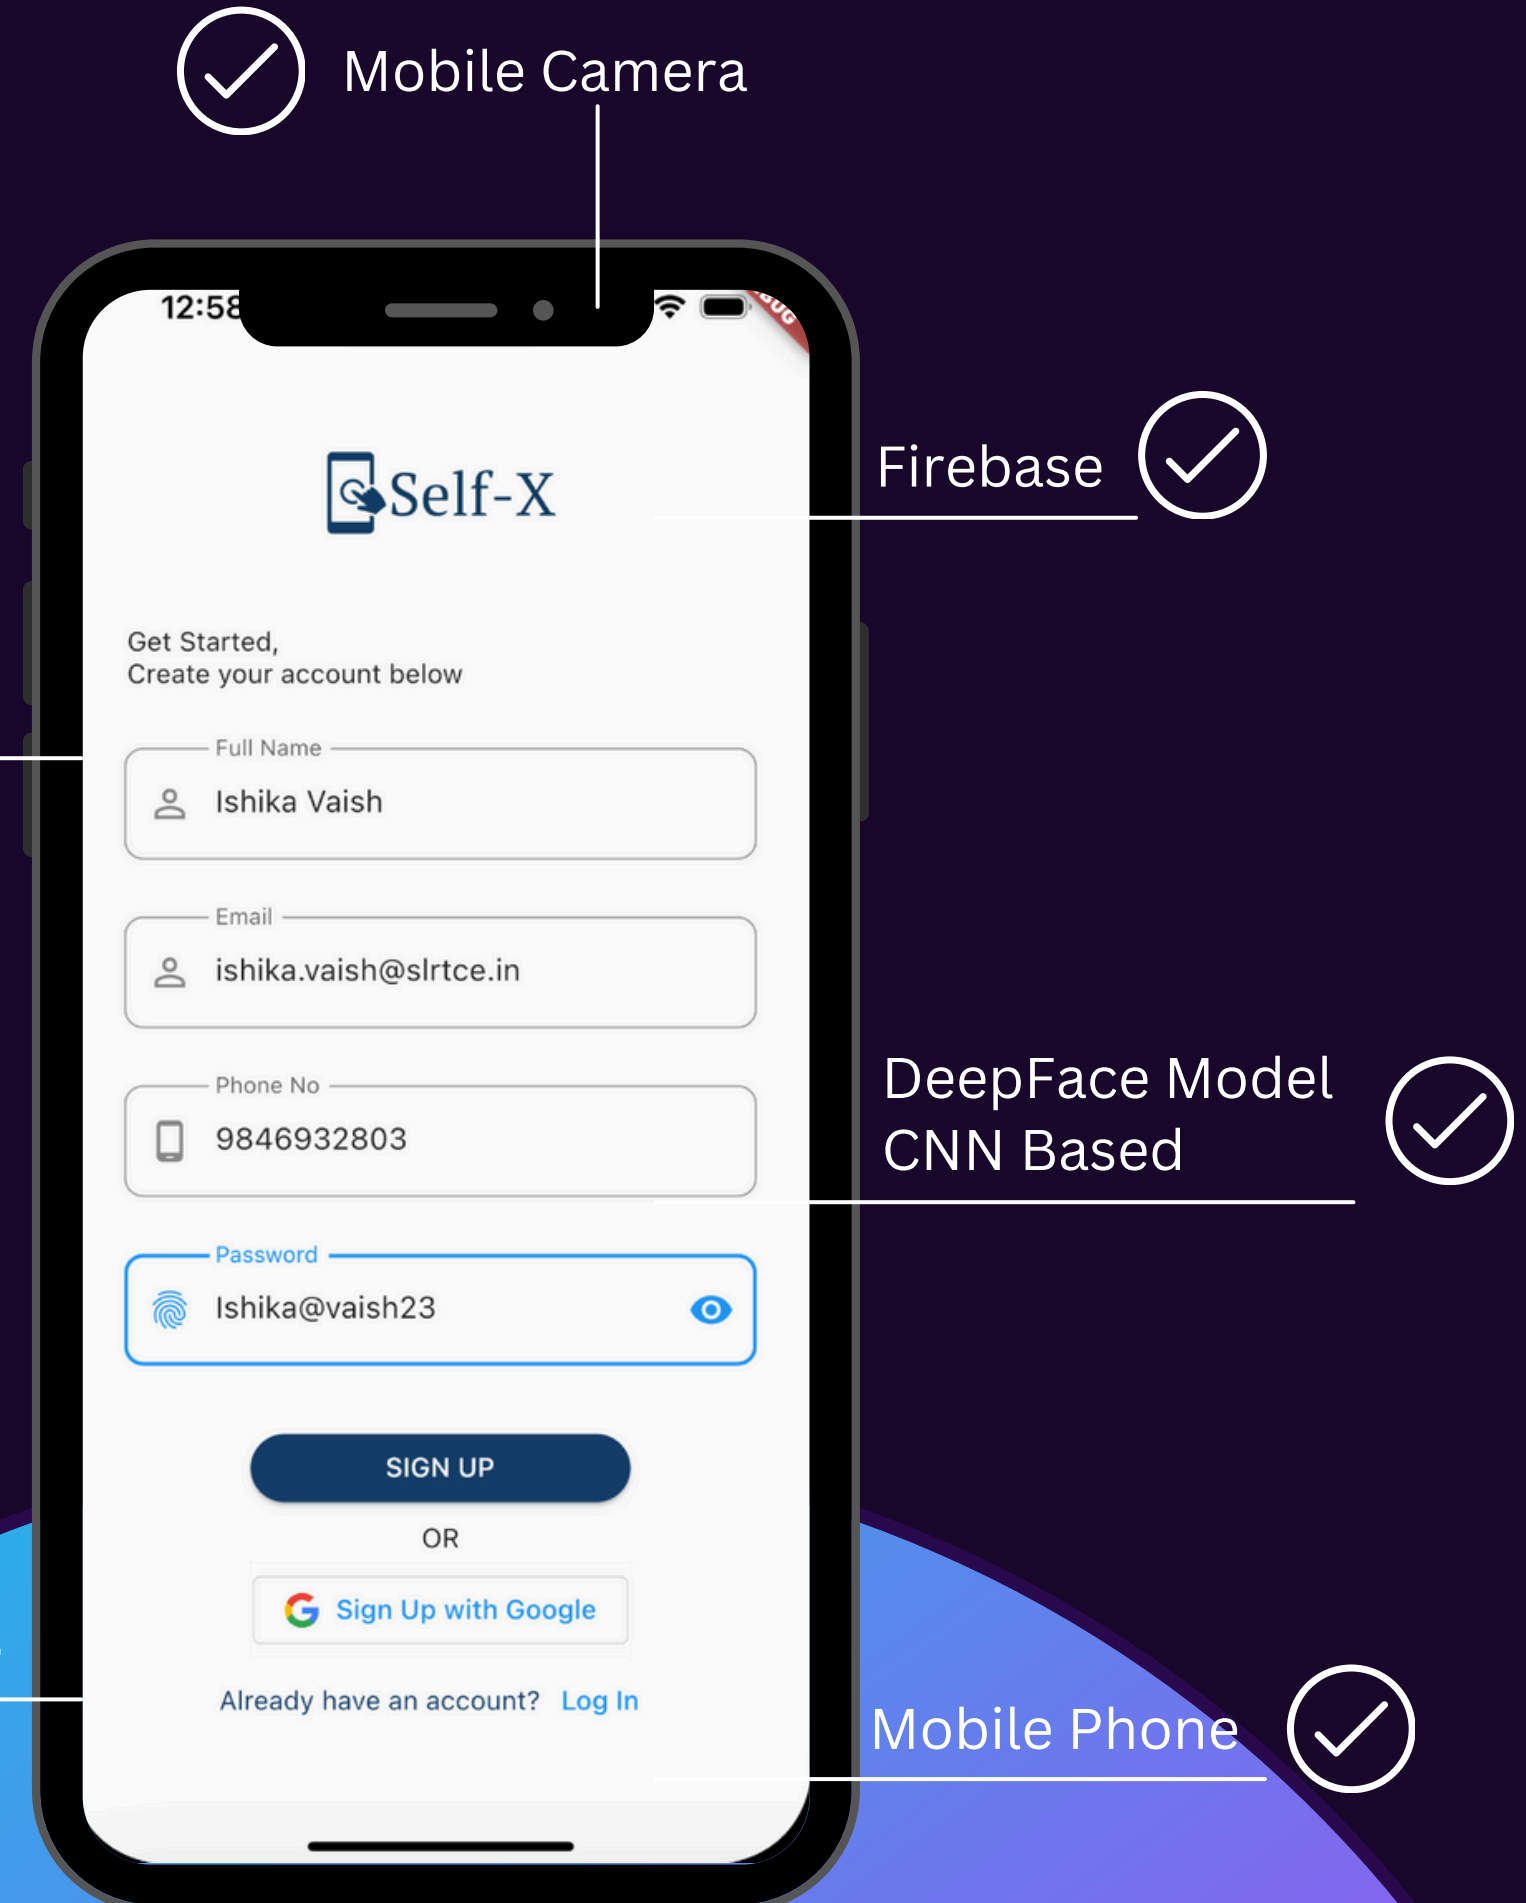 Mobile Camera
12:58
Self-X
Firebase
Get Started,
Create your account below
Full Name
Ishika Vaish
Email
ishika.vaish@slrtce.in
Phone No
9846932803
DeepFace Model
CNN Based
Password
Ishika@vaish23
SIGN UP
OR
Sign Up with Google
Already have an account? Log In
Mobile Phone